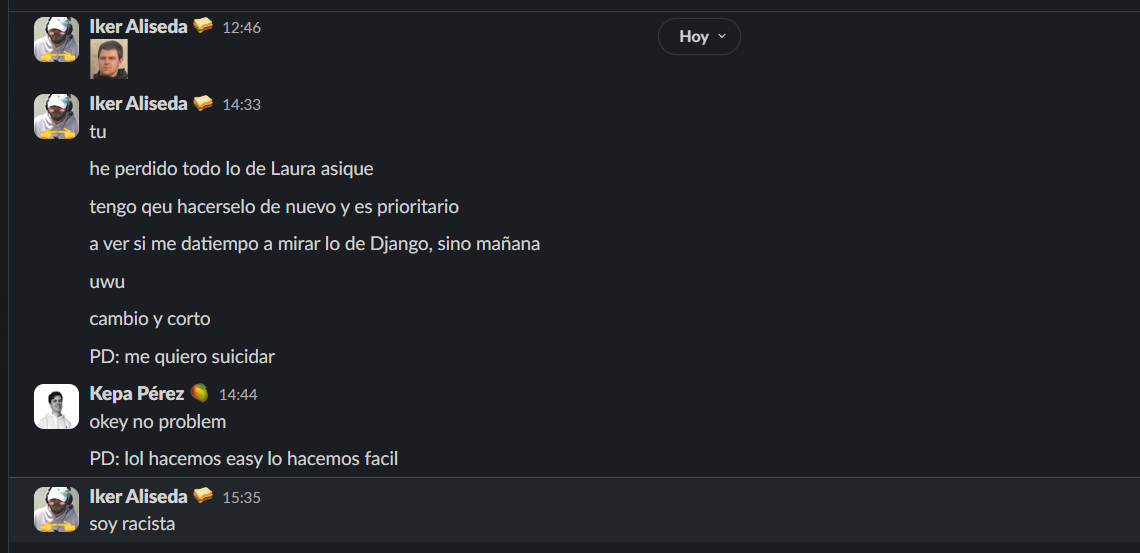 Iker Aliseda 12:46
Hoy
Iker Aliseda 14:33
tu
he perdido todo lo de Laura asique
tengo qeu hacerselo de nuevo y es prioritario
a ver si me datiempo a mirar lo de Django, sino mañana
uwu
cambio y corto
PD: me quiero suicidar
Kepa Pérez 14:44
okey no problem
PD: lol hacemos easy lo hacemos facil
Iker Aliseda 15:35
soy racista